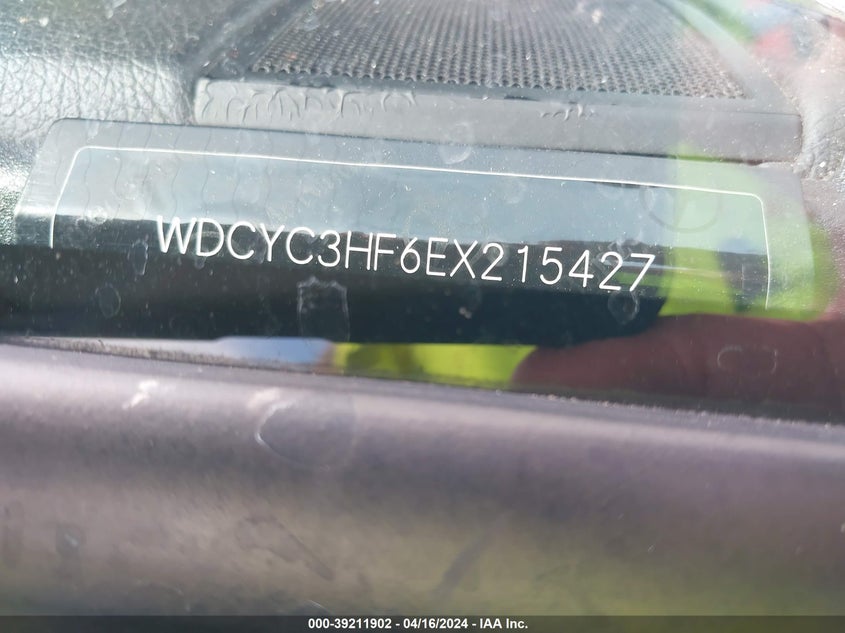 WDCYC3HF6EX215427
000-39211902 - 04/16/2024 - IAA Inc.